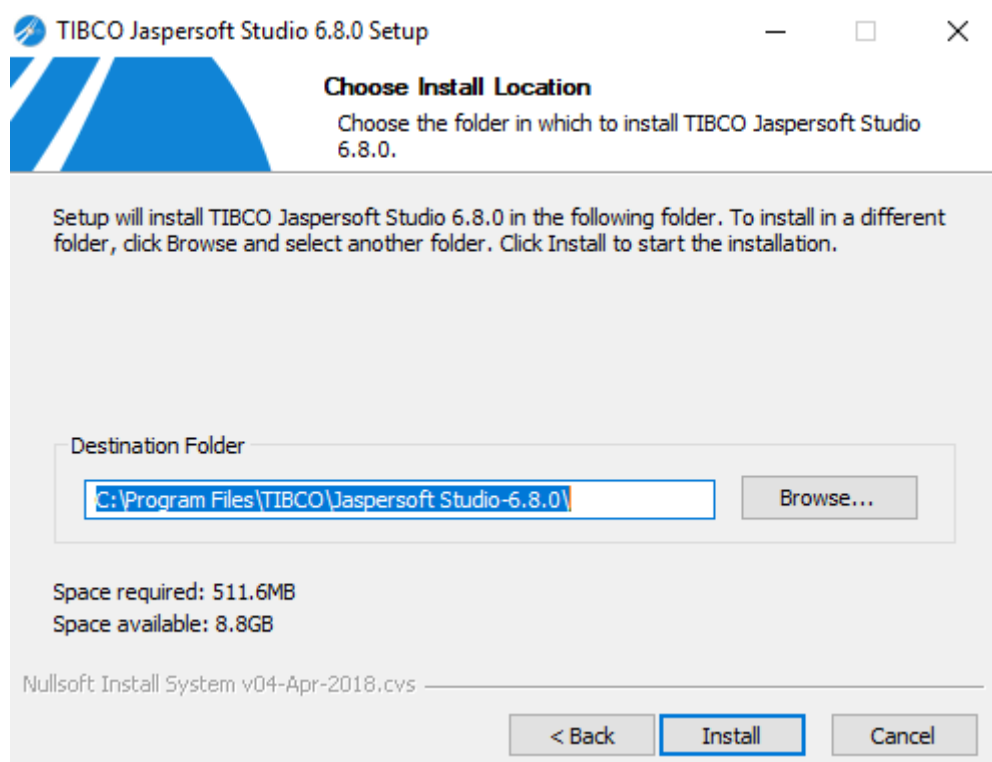 TIBCO Jaspersoft Studio 6.8.0 Setup
Choose Install Location
Choose the folder in which to install TIBCO Jaspersoft Studio
6.8.0.
Setup will install TIBCO Jaspersoft Studio 6.8.0 in the following folder. To install in a different
folder, click Browse and select another folder. Click Install to start the installation.
Destination Folder
C:\Program Files\TIBCO\Jaspersoft Studio-6.8.0\
Browse...
Space required: 511.6MB
Space available: 8.8GB
Nullsoft Install System v04-Apr-2018.cvs
< Back
Install
Cancel